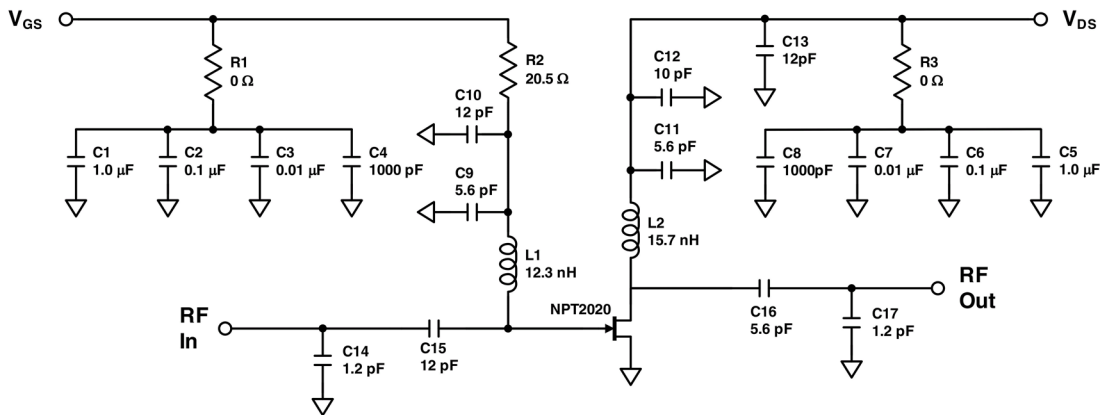 V_GS
V_DS
R1
0 Ω
R2
20.5 Ω
C12
10 pF
C13
12pF
R3
0 Ω
C10
12 pF
C11
5.6 pF
C1
1.0 µF
C2
0.1 µF
C3
0.01 µF
C4
1000 pF
C9
5.6 pF
C8
1000pF
C7
0.01 µF
C6
0.1 µF
C5
1.0 µF
L1
12.3 nH
L2
15.7 nH
RF
In
NPT2020
RF
Out
C14
1.2 pF
C15
12 pF
C16
5.6 pF
C17
1.2 pF